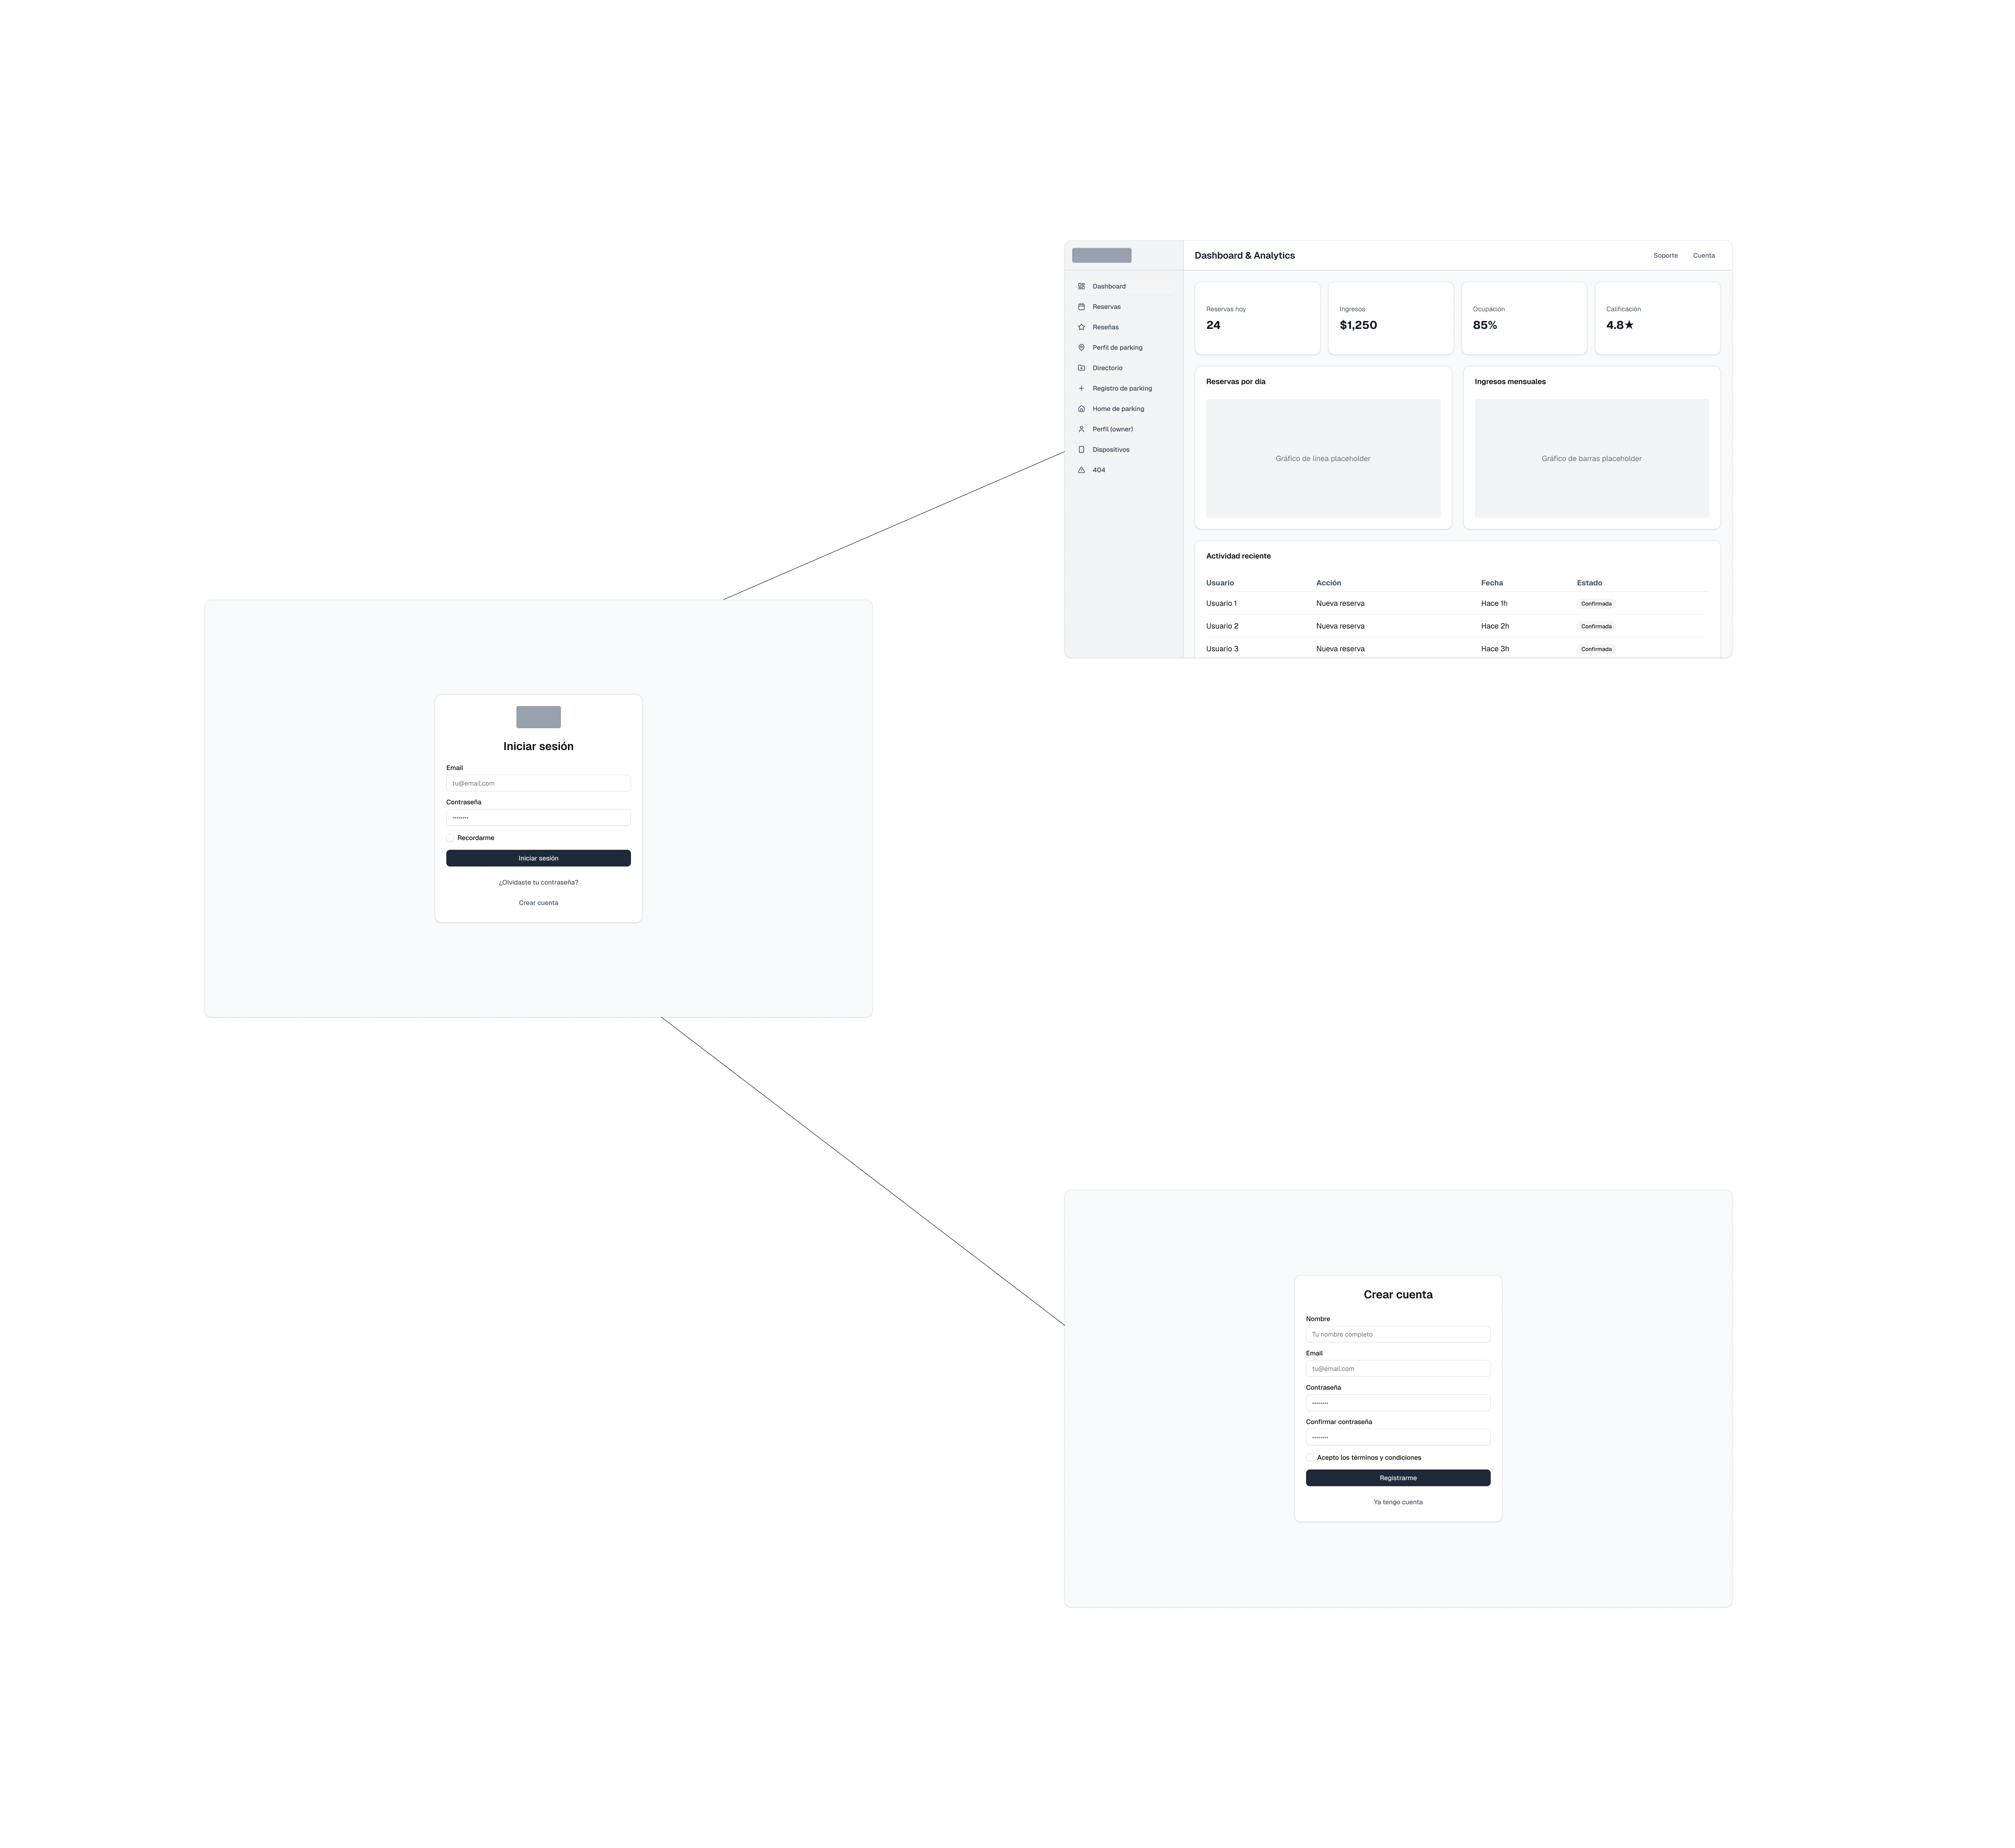 Dashboard & Analytics
Soporte
Cuenta
Dashboard
Reservas
Reseñas
Perfil de parking
Directorio
Registro de parking
Home de parking
Perfil (owner)
Dispositivos
404
Reservas hoy
24
Ingresos
$1,250
Ocupación
85%
Calificación
4.8★
Reservas por día
Gráfico de línea placeholder
Ingresos mensuales
Gráfico de barras placeholder
Actividad reciente
Usuario Acción Fecha Estado
Usuario 1 Nueva reserva Hace 1h Confirmada
Usuario 2 Nueva reserva Hace 2h Confirmada
Usuario 3 Nueva reserva Hace 3h Confirmada
Iniciar sesión
Email
tu@email.com
Contraseña
••••••••
Recordarme
Iniciar sesión
¿Olvidaste tu contraseña?
Crear cuenta
Crear cuenta
Nombre
Tu nombre completo
Email
tu@email.com
Contraseña
••••••••
Confirmar contraseña
••••••••
Acepto los términos y condiciones
Registrarme
Ya tengo cuenta